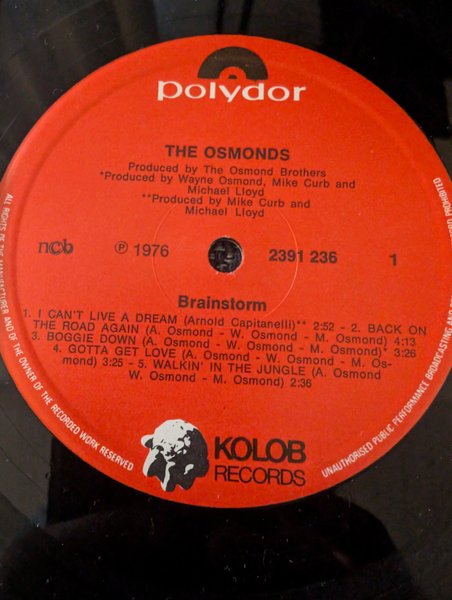 polydor
THE OSMONDS
Produced by The Osmond Brothers
*Produced by Wayne Osmond, Mike Curb and
Michael Lloyd
**Produced by Mike Curb and
Michael Lloyd
ncb
℗ 1976
2391 236
1
Brainstorm
1. I CAN'T LIVE A DREAM (Arnold Capitanelli)** 2:52 - 2. BACK ON
THE ROAD AGAIN (A. Osmond - W. Osmond - M. Osmond) 4:13
3. BOGGIE DOWN (A. Osmond - W. Osmond - M. Osmond)* 3:26
4. GOTTA GET LOVE (A. Osmond - W. Osmond - M. Os-
mond) 3:25 - 5. WALKIN' IN THE JUNGLE (A. Osmond
W. Osmond - M. Osmond) 2:36
KOLOB
RECORDS
ALL RIGHTS OF THE MANUFACTURER AND OF THE OWNER OF THE RECORDED WORK RESERVED
UNAUTHORISED PUBLIC PERFORMANCE BROADCASTING AND
PROHIBITED